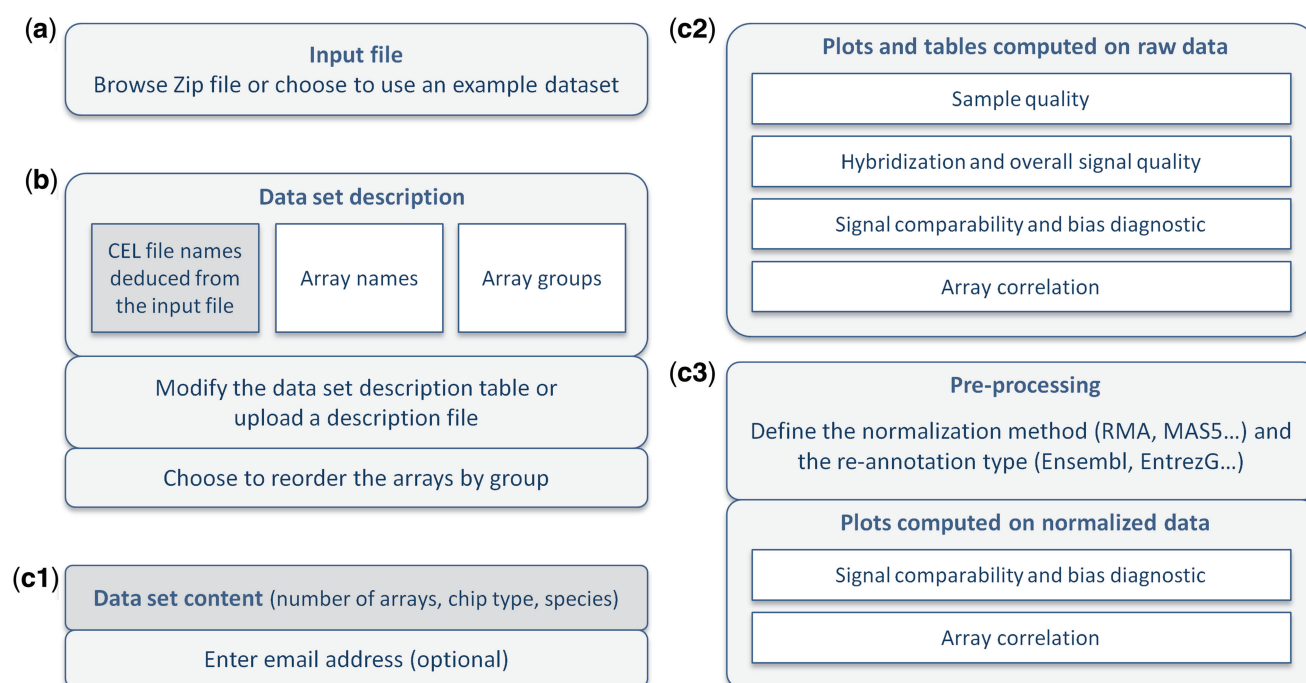 (a)
Input file
Browse Zip file or choose to use an example dataset
(b)
Data set description
CEL file names
deduced from
the input file
Array names
Array groups
Modify the data set description table or
upload a description file
Choose to reorder the arrays by group
(c1)
Data set content (number of arrays, chip type, species)
Enter email address (optional)
(c2)
Plots and tables computed on raw data
Sample quality
Hybridization and overall signal quality
Signal comparability and bias diagnostic
Array correlation
(c3)
Pre-processing
Define the normalization method (RMA, MAS5...) and
the re-annotation type (Ensembl, EntrezG...)
Plots computed on normalized data
Signal comparability and bias diagnostic
Array correlation